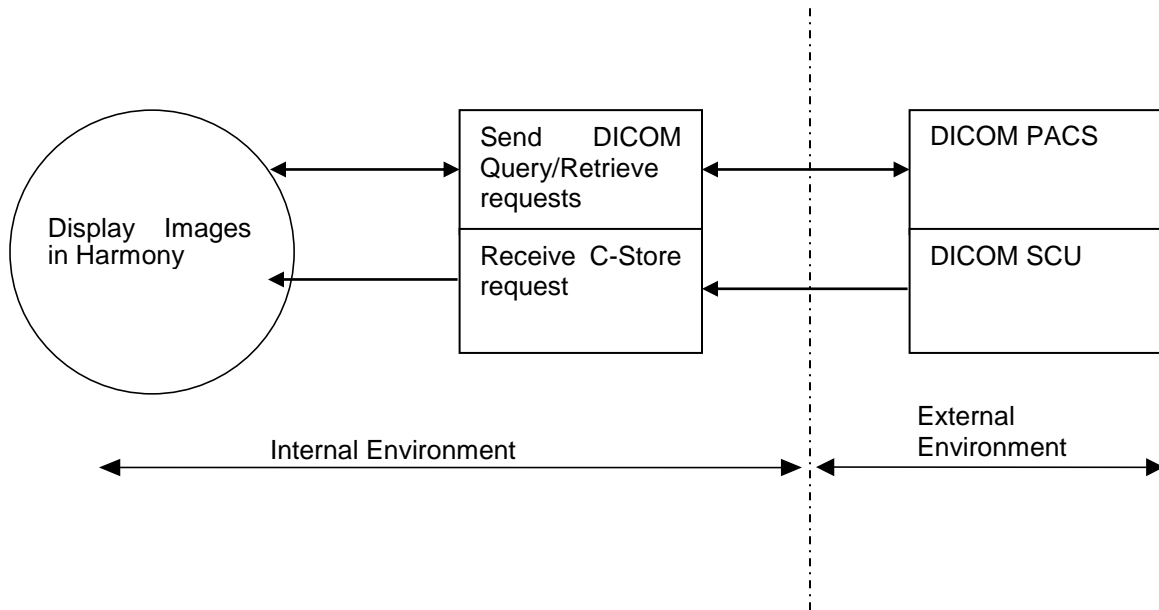 Display Images
in Harmony
Send DICOM
Query/Retrieve
requests
Receive C-Store
request
DICOM PACS
DICOM SCU
Internal Environment
External
Environment